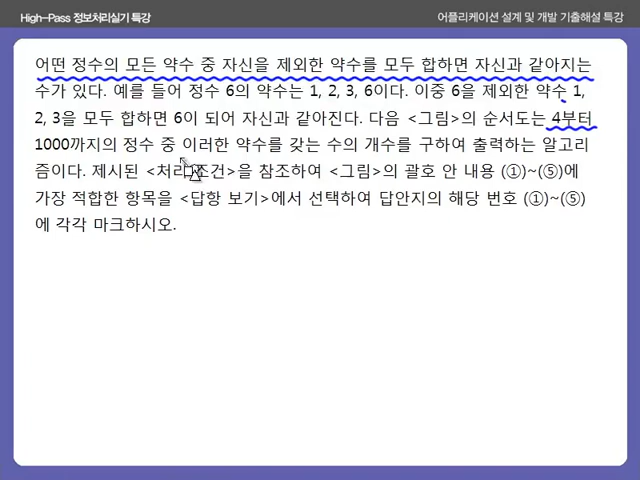 High-Pass 정보처리실기 특강
어플리케이션 설계 및 개발 기출해설 특강
어떤 정수의 모든 약수 중 자신을 제외한 약수를 모두 합하면 자신과 같아지는
수가 있다. 예를 들어 정수 6의 약수는 1, 2, 3, 6이다. 이중 6을 제외한 약수 1,
2, 3을 모두 합하면 6이 되어 자신과 같아진다. 다음 <그림>의 순서도는 4부터
1000까지의 정수 중 이러한 약수를 갖는 수의 개수를 구하여 출력하는 알고리
즘이다. 제시된 <처리 조건>을 참조하여 <그림>의 괄호 안 내용 (①)~(⑤)에
가장 적합한 항목을 <답항 보기>에서 선택하여 답안지의 해당 번호 (①)~(⑤)
에 각각 마크하시오.